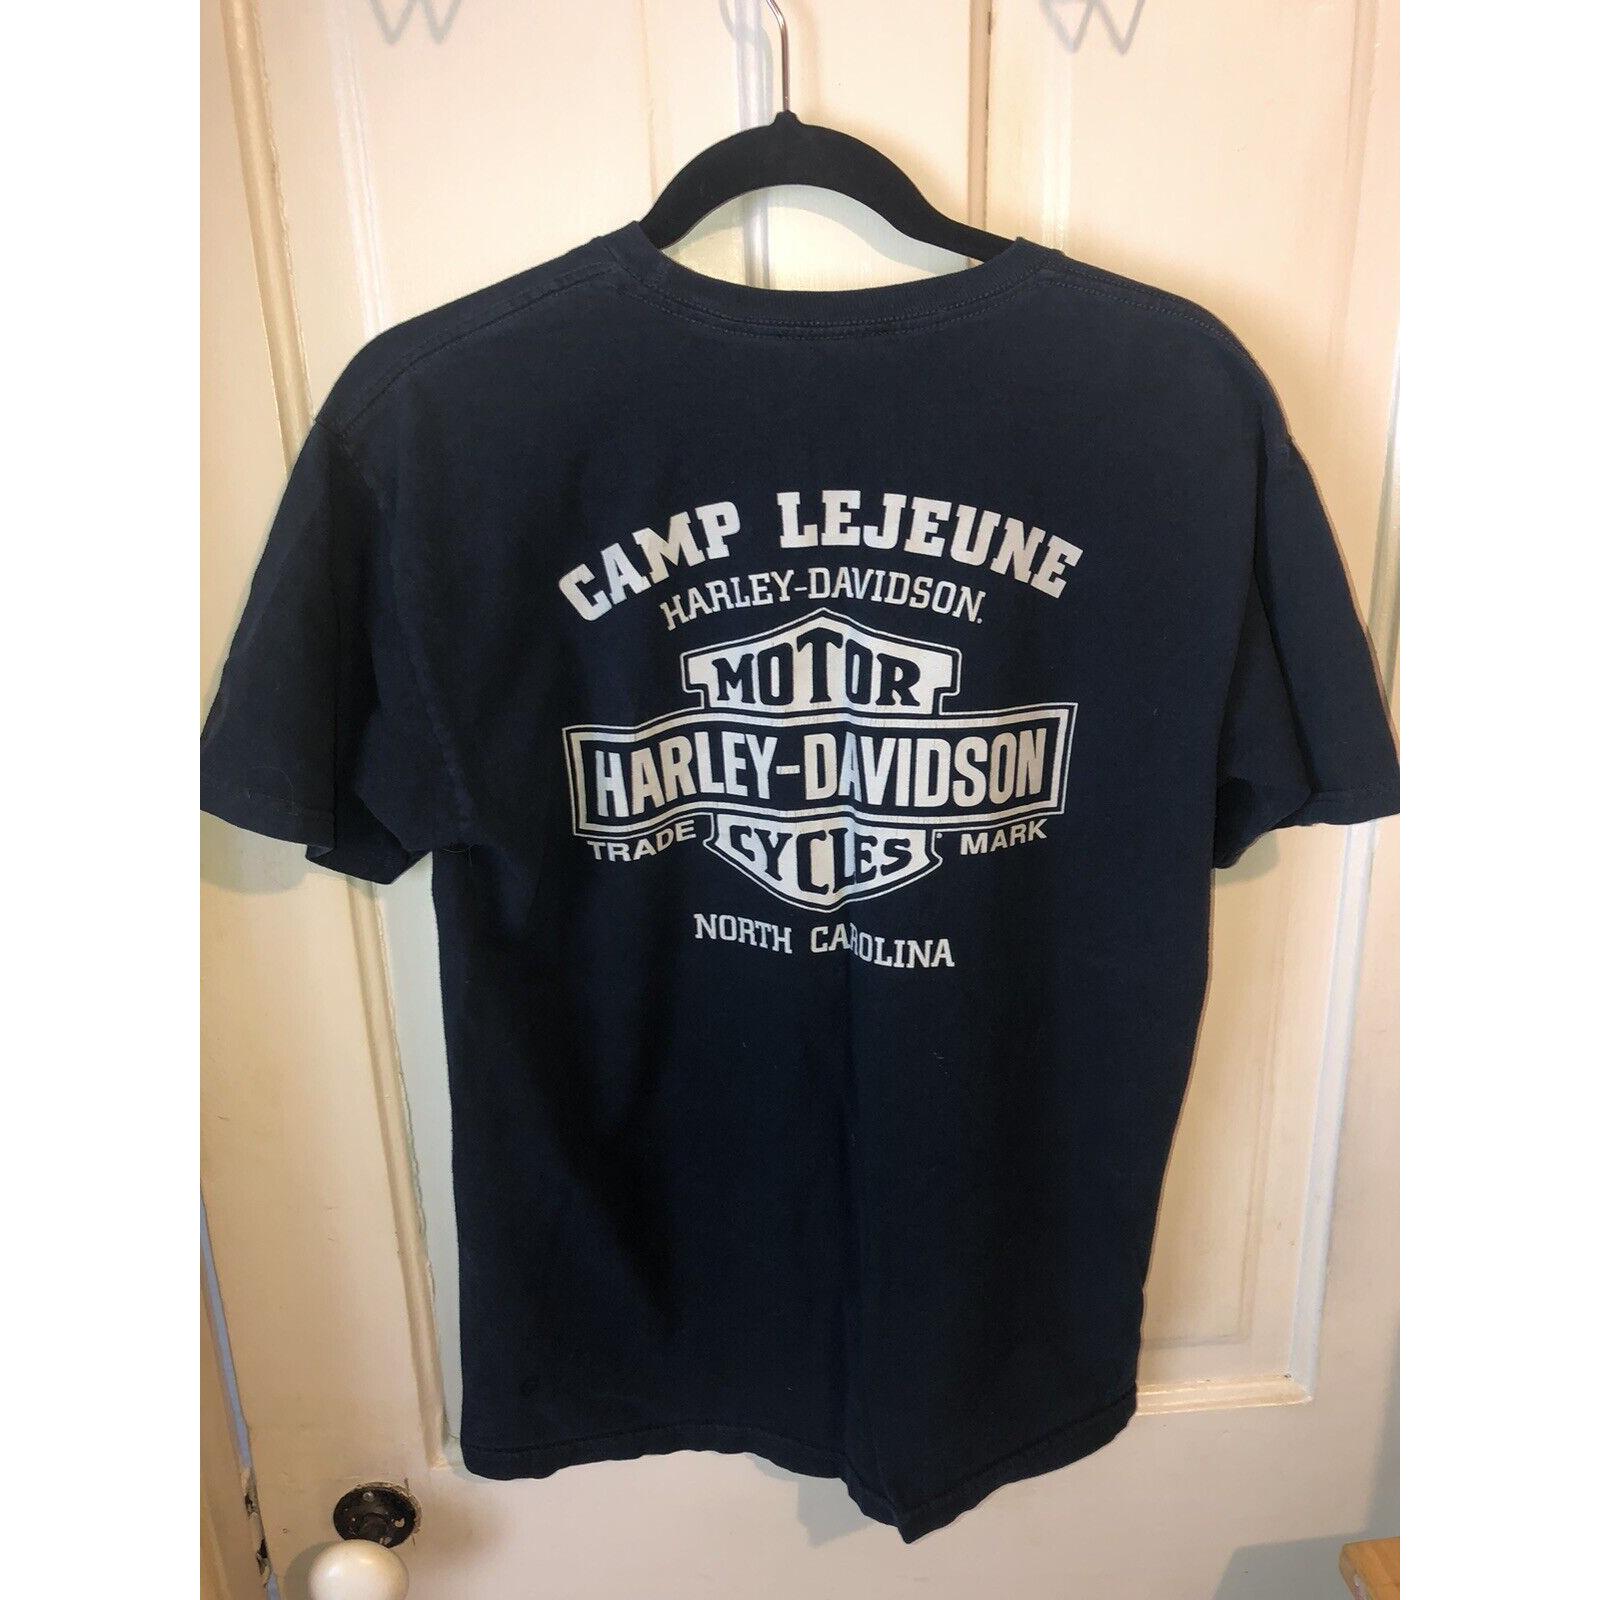 CAMP LEJEUNE
HARLEY-DAVIDSON.
MOTOR
HARLEY-DAVIDSON
TRADE CYCLES MARK
NORTH CAROLINA